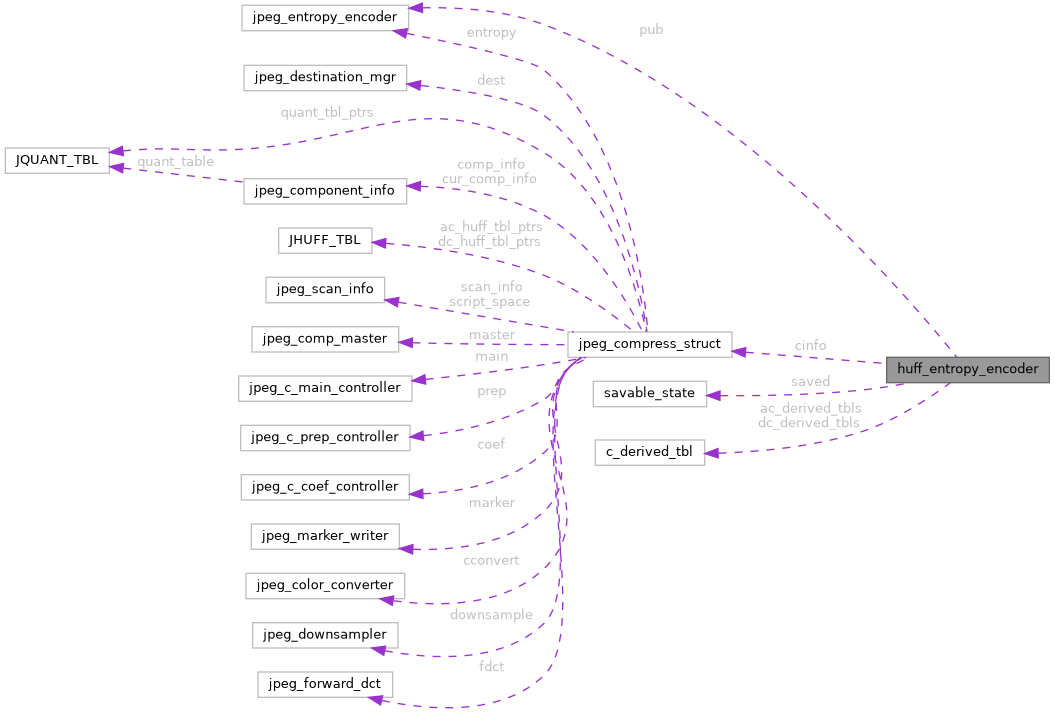 jpeg_entropy_encoder
pub
entropy
jpeg_destination_mgr
dest
quant_tbl_ptrs
JQUANT_TBL
quant_table
comp_info
cur_comp_info
jpeg_component_info
ac_huff_tbl_ptrs
dc_huff_tbl_ptrs
JHUFF_TBL
jpeg_scan_info
scan_info
script_space
jpeg_comp_master
master
jpeg_compress_struct
cinfo
huff_entropy_encoder
main
jpeg_c_main_controller
prep
savable_state
saved
ac_derived_tbls
dc_derived_tbls
jpeg_c_prep_controller
coef
c_derived_tbl
jpeg_c_coef_controller
marker
jpeg_marker_writer
cconvert
jpeg_color_converter
downsample
jpeg_downsampler
fdct
jpeg_forward_dct